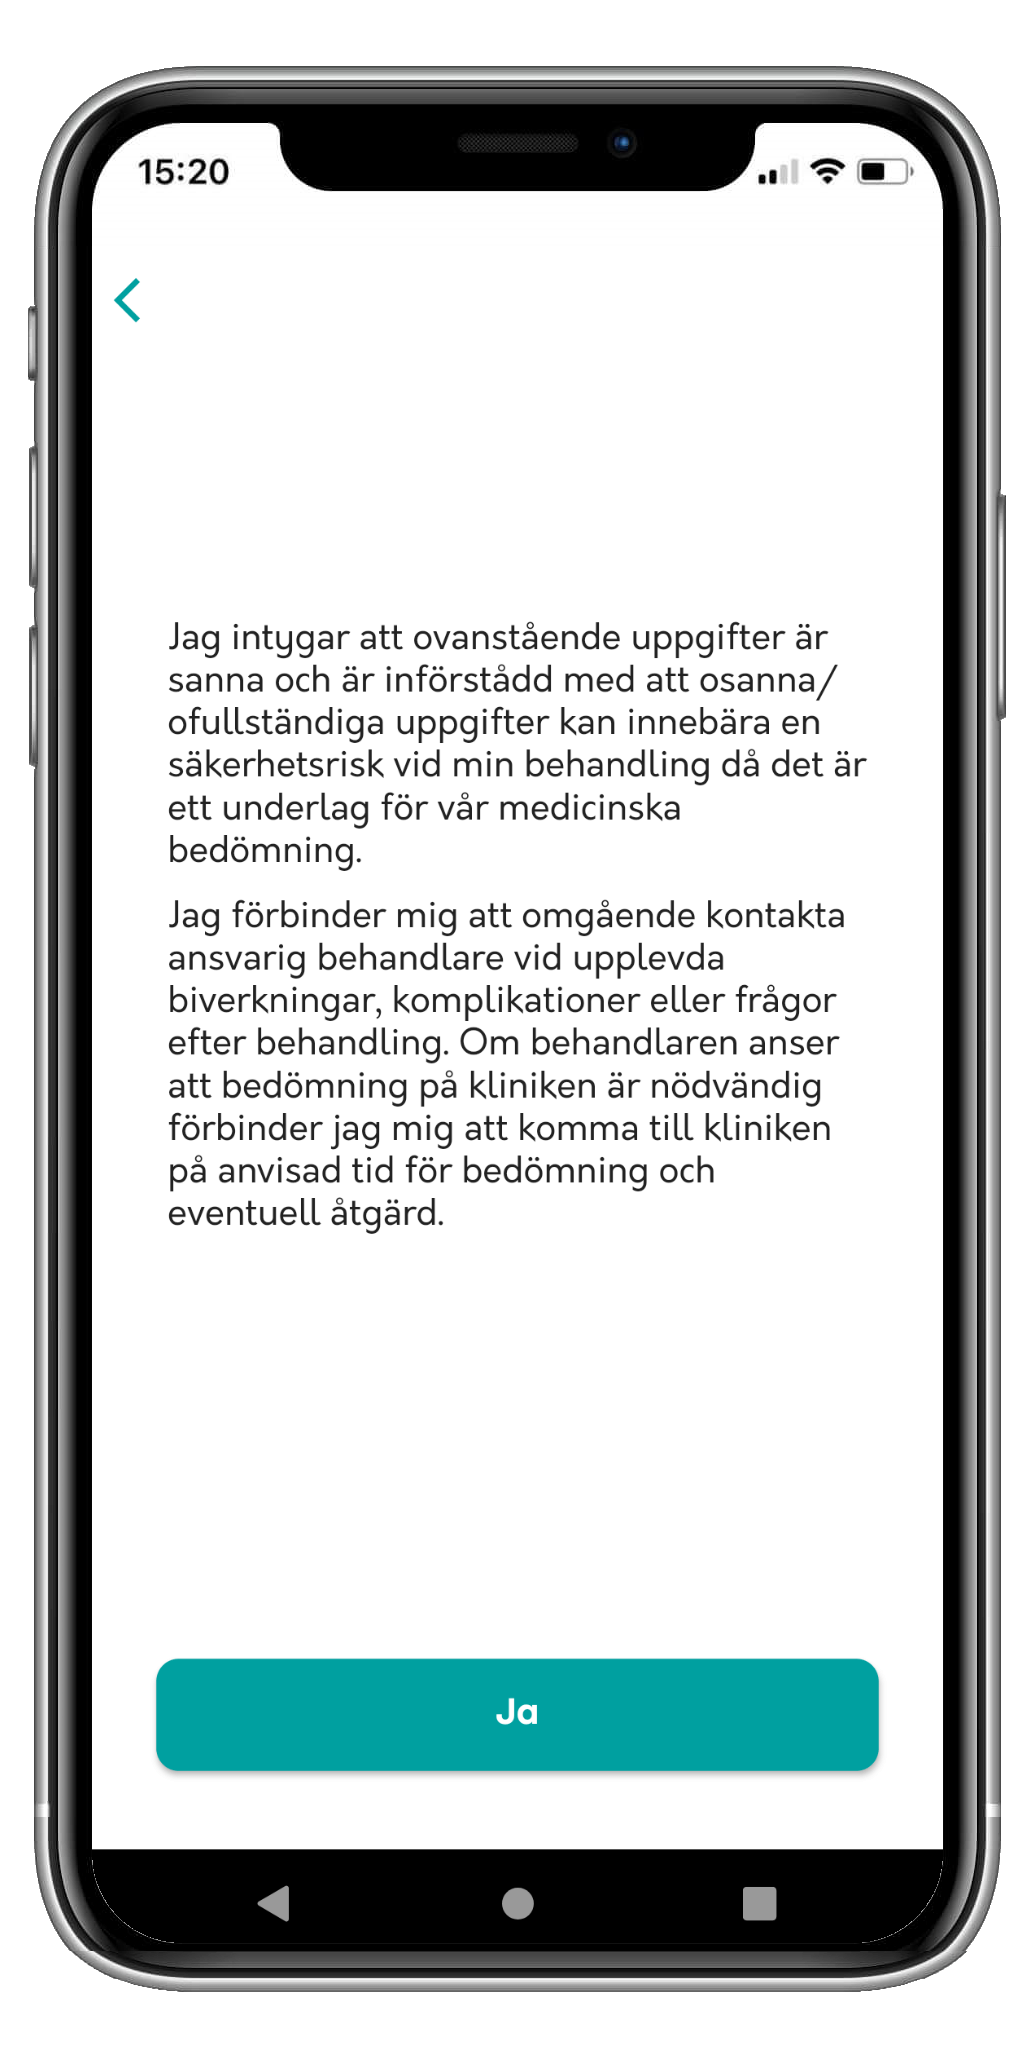 15:20
Jag intygar att ovanstående uppgifter är
sanna och är införstådd med att osanna/
ofullständiga uppgifter kan innebära en
säkerhetsrisk vid min behandling då det är
ett underlag för vår medicinska
bedömning.
Jag förbinder mig att omgående kontakta
ansvarig behandlare vid upplevda
biverkningar, komplikationer eller frågor
efter behandling. Om behandlaren anser
att bedömning på kliniken är nödvändig
förbinder jag mig att komma till kliniken
på anvisad tid för bedömning och
eventuell åtgärd.
Ja